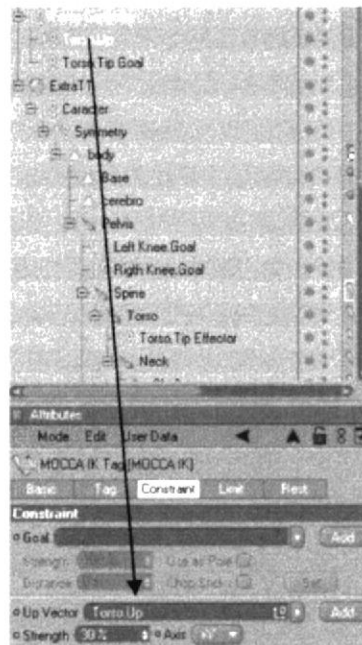 Torso.Up
Torso.Tip.Goal
ExtraTT
Caracter
Symmetry
body
Base
cerebro
Pelvis
Left Knee.Goal
Rigth Knee.Goal
Spine
Torso
Torso.Tip Effector
Neck
Attributes
Mode Edit User Data
MOCCA IK Tag [MOCCA IK]
Basic Tag Constraint Limit Rest
Constraint
Goal Add
Strength Use as Pole
Distance Chop Stick Set
Up Vector Torso.Up Add
Strength 30 % Axis XY